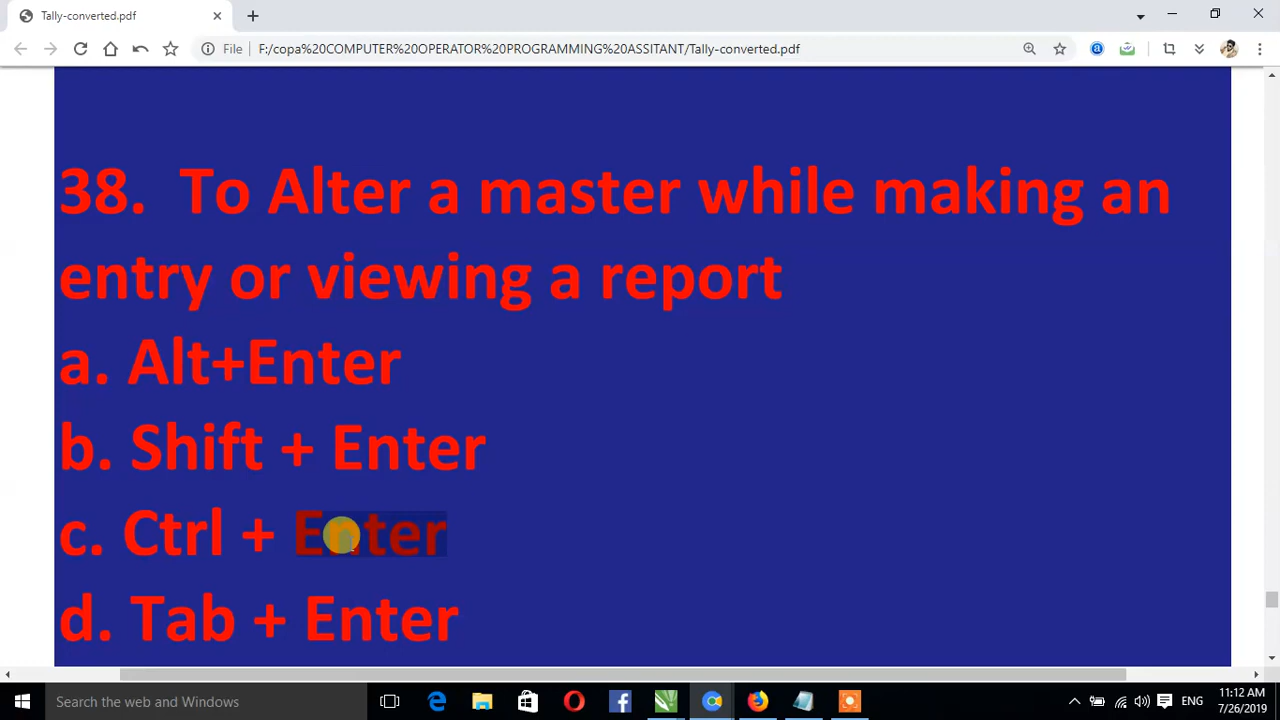 Tally-converted.pdf
File
F:/copa%20COMPUTER%20OPERATOR%20PROGRAMMING%20ASSITANT/Tally-converted.pdf
38. To Alter a master while making an
entry or viewing a report
a. Alt+Enter
b. Shift + Enter
c. Ctrl + Enter
d. Tab + Enter
Search the web and Windows
ENG
11:12 AM
7/26/2019